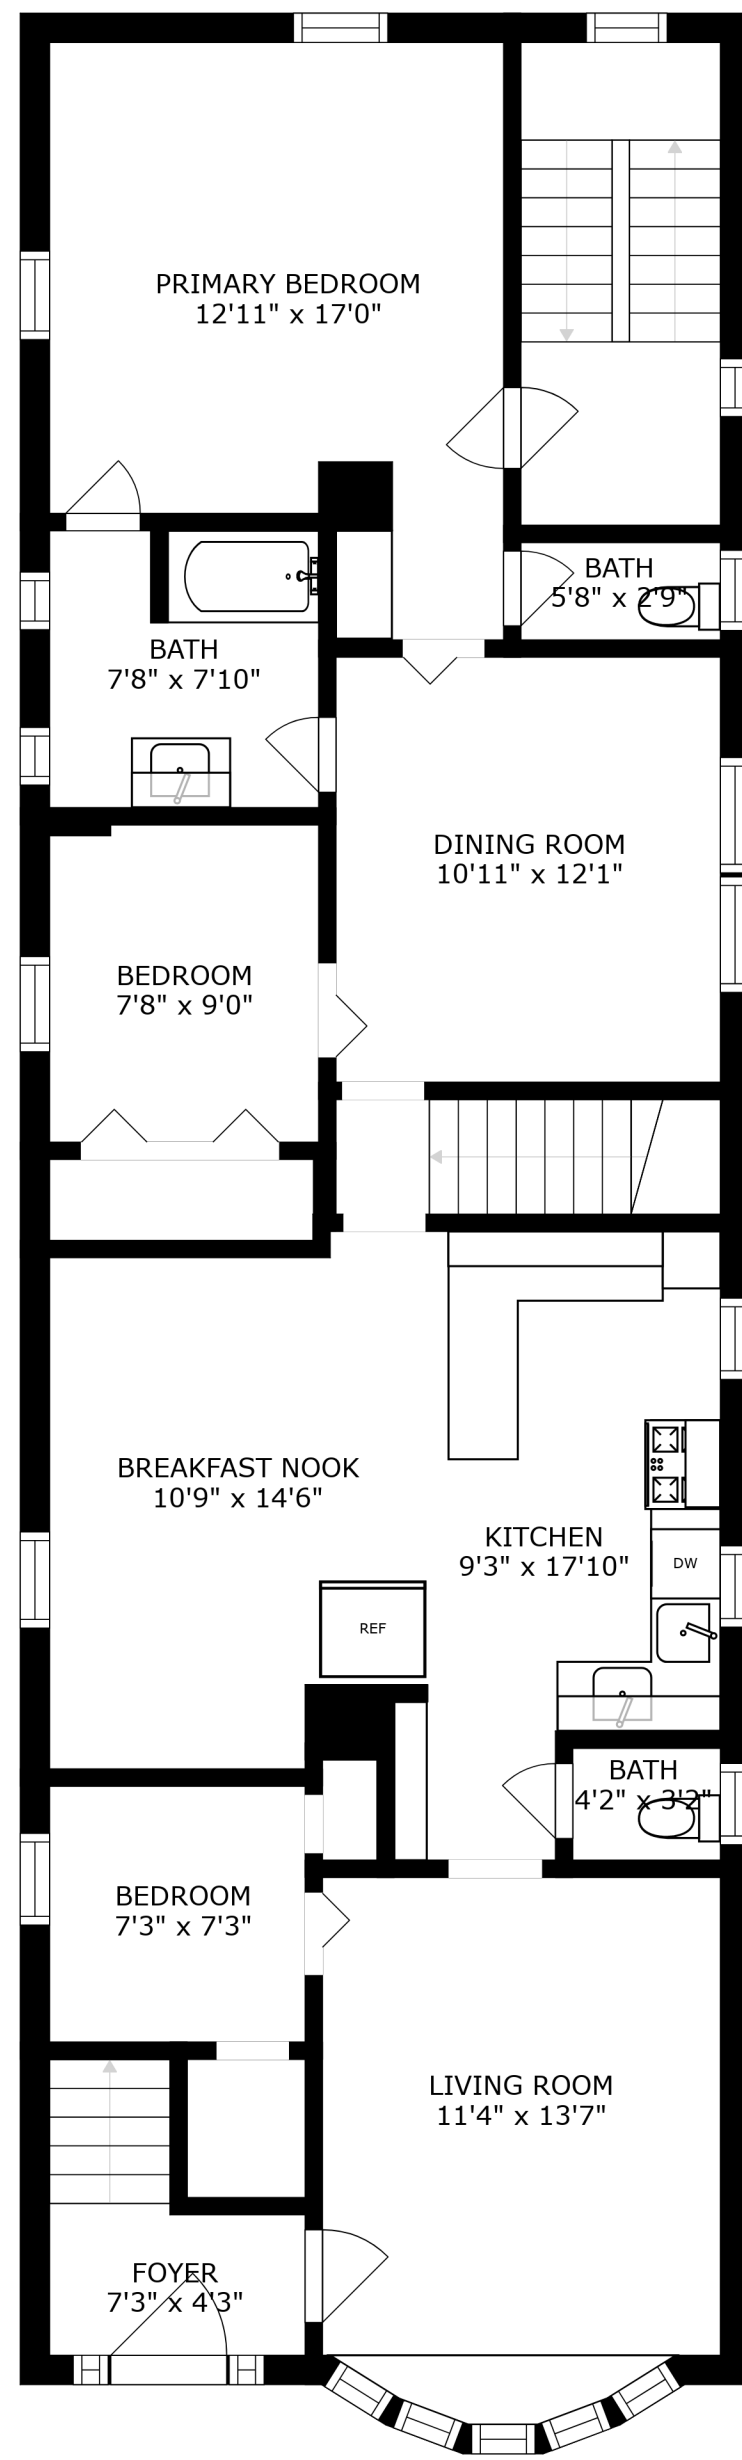 PRIMARY BEDROOM
12'11" x 17'0"
BATH
5'8" x 2'9"
BATH
7'8" x 7'10"
DINING ROOM
10'11" x 12'1"
BEDROOM
7'8" x 9'0"
BREAKFAST NOOK
10'9" x 14'6"
KITCHEN
9'3" x 17'10"
DW
REF
BATH
4'2" x 3'2"
BEDROOM
7'3" x 7'3"
LIVING ROOM
11'4" x 13'7"
FOYER
7'3" x 4'3"